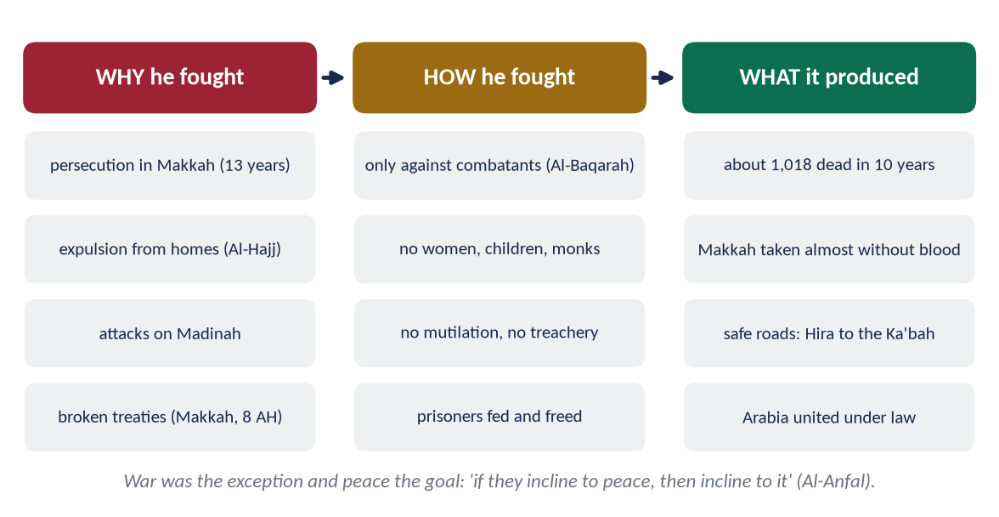 WHY he fought
HOW he fought
WHAT it produced
persecution in Makkah (13 years)
only against combatants (Al-Baqarah)
about 1,018 dead in 10 years
expulsion from homes (Al-Hajj)
no women, children, monks
Makkah taken almost without blood
attacks on Madinah
no mutilation, no treachery
safe roads: Hira to the Ka'bah
broken treaties (Makkah, 8 AH)
prisoners fed and freed
Arabia united under law
War was the exception and peace the goal: 'if they incline to peace, then incline to it' (Al-Anfal).